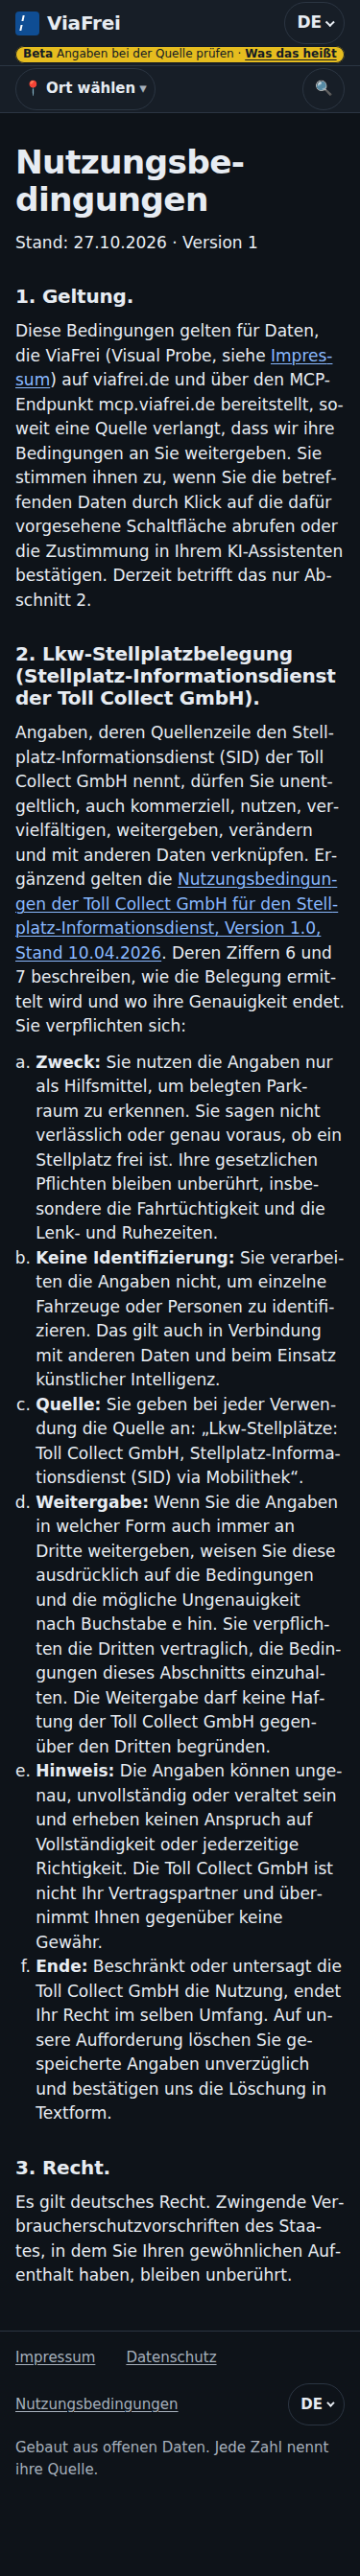 ViaFrei
DE
Beta Angaben bei der Quelle prüfen · Was das heißt
📍 Ort wählen ▾
🔍
Nutzungsbe-
dingungen
Stand: 27.10.2026 · Version 1
1. Geltung.
Diese Bedingungen gelten für Daten,
die ViaFrei (Visual Probe, siehe Impres-
sum) auf viafrei.de und über den MCP-
Endpunkt mcp.viafrei.de bereitstellt, so-
weit eine Quelle verlangt, dass wir ihre
Bedingungen an Sie weitergeben. Sie
stimmen ihnen zu, wenn Sie die betref-
fenden Daten durch Klick auf die dafür
vorgesehene Schaltfläche abrufen oder
die Zustimmung in Ihrem KI-Assistenten
bestätigen. Derzeit betrifft das nur Ab-
schnitt 2.
2. Lkw-Stellplatzbelegung
(Stellplatz-Informationsdienst
der Toll Collect GmbH).
Angaben, deren Quellenzeile den Stell-
platz-Informationsdienst (SID) der Toll
Collect GmbH nennt, dürfen Sie unent-
geltlich, auch kommerziell, nutzen, ver-
vielfältigen, weitergeben, verändern
und mit anderen Daten verknüpfen. Er-
gänzend gelten die Nutzungsbedingun-
gen der Toll Collect GmbH für den Stell-
platz-Informationsdienst, Version 1.0,
Stand 10.04.2026. Deren Ziffern 6 und
7 beschreiben, wie die Belegung ermit-
telt wird und wo ihre Genauigkeit endet.
Sie verpflichten sich:
a. Zweck: Sie nutzen die Angaben nur
als Hilfsmittel, um belegten Park-
raum zu erkennen. Sie sagen nicht
verlässlich oder genau voraus, ob ein
Stellplatz frei ist. Ihre gesetzlichen
Pflichten bleiben unberührt, insbe-
sondere die Fahrtüchtigkeit und die
Lenk- und Ruhezeiten.
b. Keine Identifizierung: Sie verarbei-
ten die Angaben nicht, um einzelne
Fahrzeuge oder Personen zu identifi-
zieren. Das gilt auch in Verbindung
mit anderen Daten und beim Einsatz
künstlicher Intelligenz.
c. Quelle: Sie geben bei jeder Verwen-
dung die Quelle an: „Lkw-Stellplätze:
Toll Collect GmbH, Stellplatz-Informa-
tionsdienst (SID) via Mobilithek“.
d. Weitergabe: Wenn Sie die Angaben
in welcher Form auch immer an
Dritte weitergeben, weisen Sie diese
ausdrücklich auf die Bedingungen
und die mögliche Ungenauigkeit
nach Buchstabe e hin. Sie verpflich-
ten die Dritten vertraglich, die Bedin-
gungen dieses Abschnitts einzuhal-
ten. Die Weitergabe darf keine Haf-
tung der Toll Collect GmbH gegen-
über den Dritten begründen.
e. Hinweis: Die Angaben können unge-
nau, unvollständig oder veraltet sein
und erheben keinen Anspruch auf
Vollständigkeit oder jederzeitige
Richtigkeit. Die Toll Collect GmbH ist
nicht Ihr Vertragspartner und über-
nimmt Ihnen gegenüber keine
Gewähr.
f. Ende: Beschränkt oder untersagt die
Toll Collect GmbH die Nutzung, endet
Ihr Recht im selben Umfang. Auf un-
sere Aufforderung löschen Sie ge-
speicherte Angaben unverzüglich
und bestätigen uns die Löschung in
Textform.
3. Recht.
Es gilt deutsches Recht. Zwingende Ver-
braucherschutzvorschriften des Staa-
tes, in dem Sie Ihren gewöhnlichen Auf-
enthalt haben, bleiben unberührt.
Impressum Datenschutz
Nutzungsbedingungen
DE
Gebaut aus offenen Daten. Jede Zahl nennt
ihre Quelle.